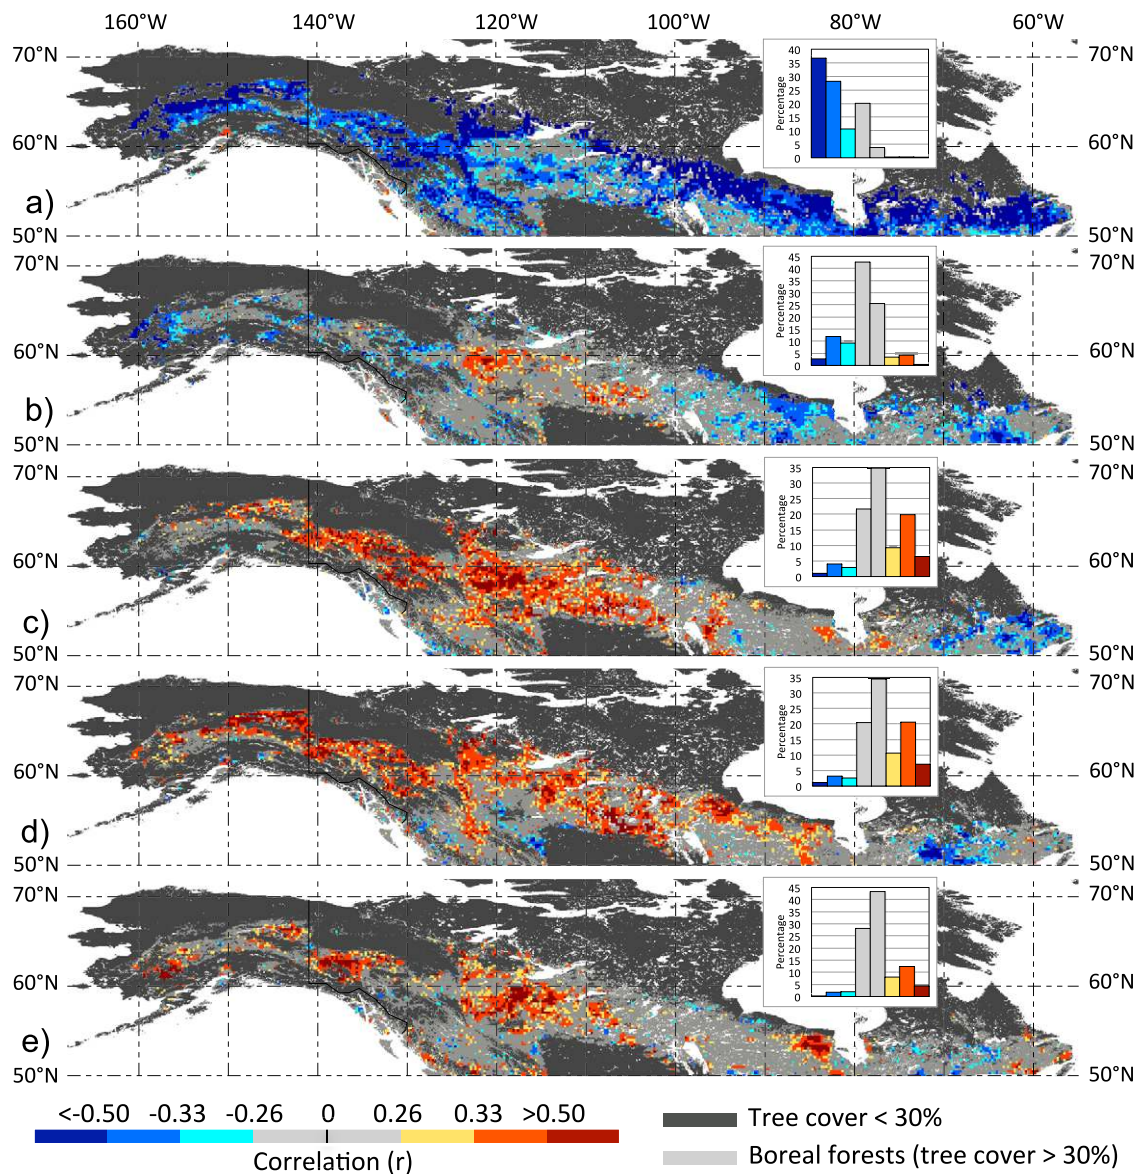 160°W 140°W 120°W 100°W 80°W 60°W
70°N 70°N
60°N 60°N
50°N 50°N
a)
Percentage
40
35
30
25
20
15
10
5
0
70°N 70°N
60°N 60°N
50°N 50°N
b)
Percentage
45
40
35
30
25
20
15
10
5
0
70°N 70°N
60°N 60°N
50°N 50°N
c)
Percentage
35
30
25
20
15
10
5
0
70°N 70°N
60°N 60°N
50°N 50°N
d)
Percentage
35
30
25
20
15
10
5
0
70°N 70°N
60°N 60°N
50°N 50°N
e)
Percentage
45
40
35
30
25
20
15
10
5
0
<-0.50 -0.33 -0.26 0 0.26 0.33 >0.50
Correlation (r)
Tree cover < 30%
Boreal forests (tree cover > 30%)